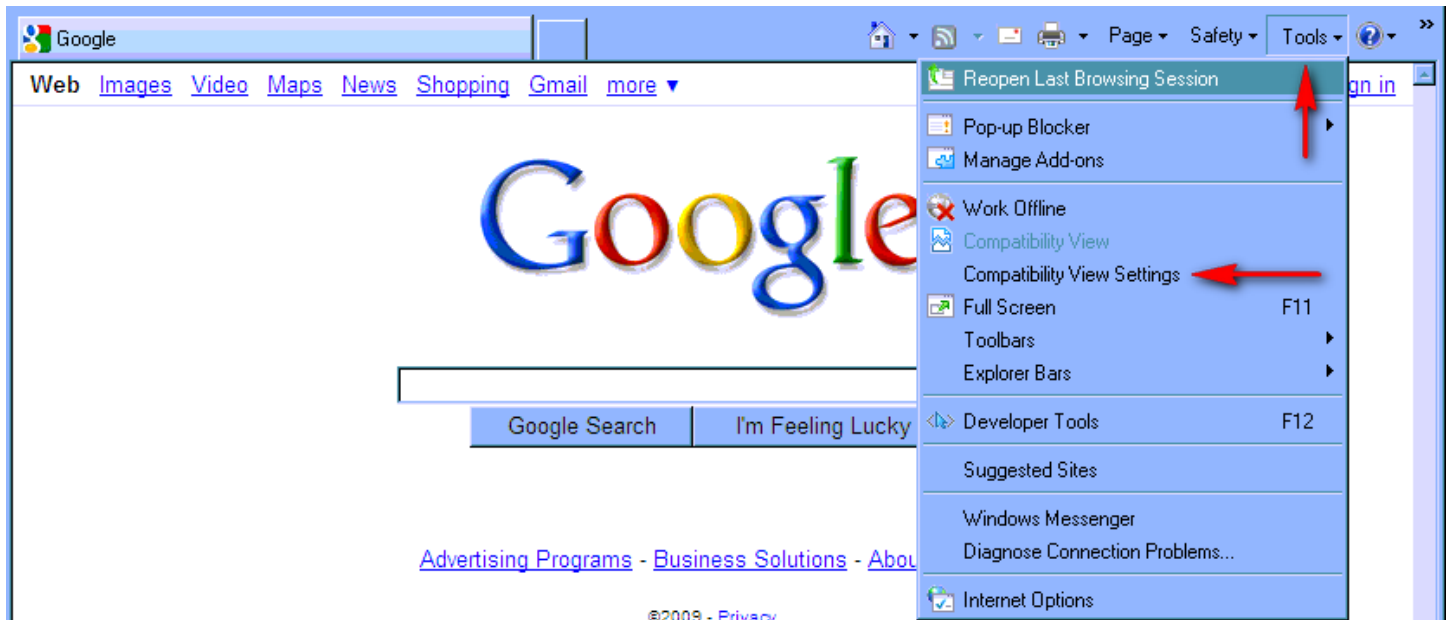 Google
Page Safety Tools »
Web Images Video Maps News Shopping Gmail more ▼ gn in
Reopen Last Browsing Session
Pop-up Blocker
Manage Add-ons
Google
Work Offline
Compatibility View
Compatibility View Settings
Full Screen F11
Toolbars
Explorer Bars
Google Search I'm Feeling Lucky
Developer Tools F12
Suggested Sites
Windows Messenger
Diagnose Connection Problems...
Advertising Programs - Business Solutions - Abou
Internet Options
©2009 - Privacy